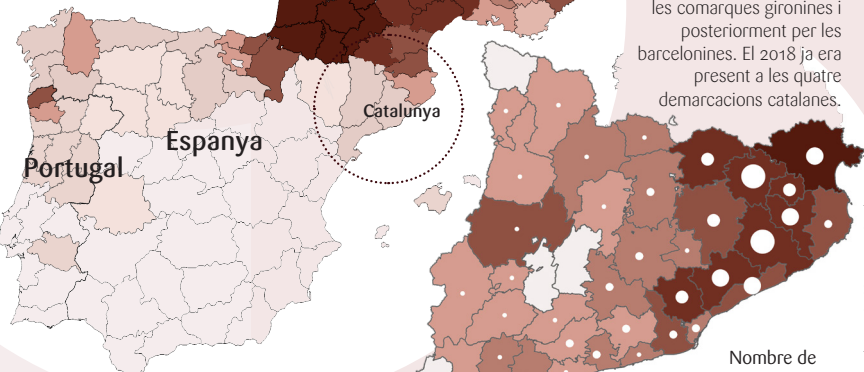 les comarques gironines i
posteriorment per les
barcelonines. El 2018 ja era
present a les quatre
demarcacions catalanes.
Catalunya
Espanya
Portugal
Nombre de